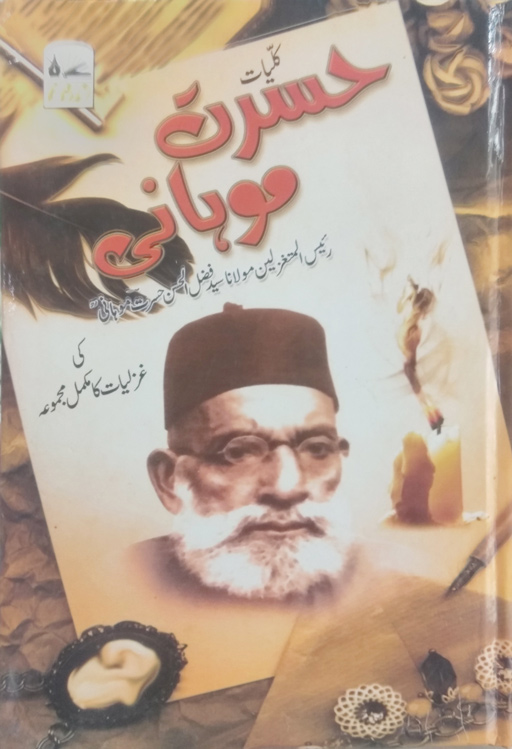 کلیات
حسرت
موہانی
رئیس المتغزلین مولانا سید فضل الحسن حسرت موہانیؒ
کی
غزلیات کا مکمل مجموعہ